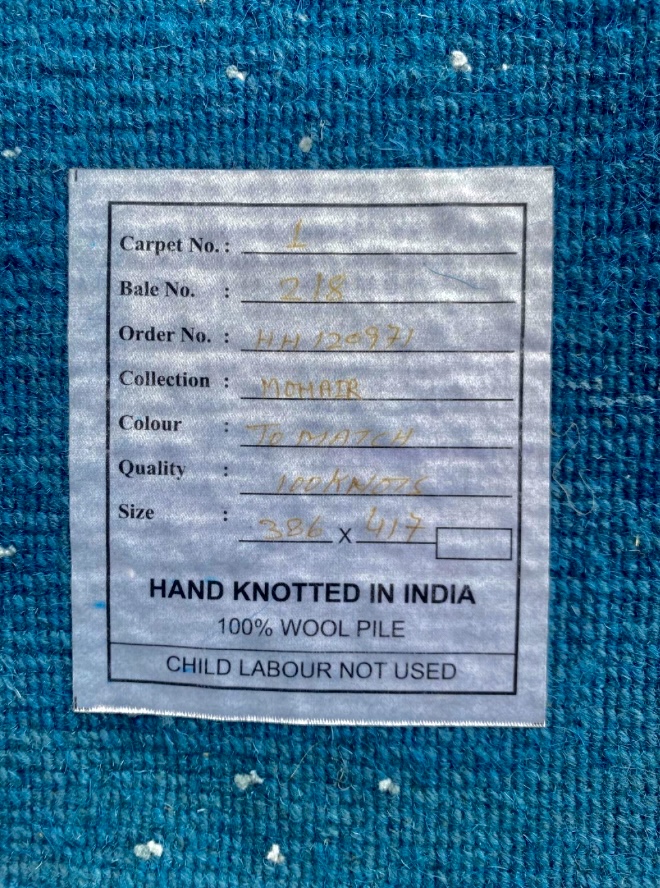 Carpet No. : 1
Bale No. : 218
Order No. : HH 120971
Collection : MOHAIR
Colour : TO MATCH
Quality : 100 KNOTS
Size : 386 X 417
HAND KNOTTED IN INDIA
100% WOOL PILE
CHILD LABOUR NOT USED